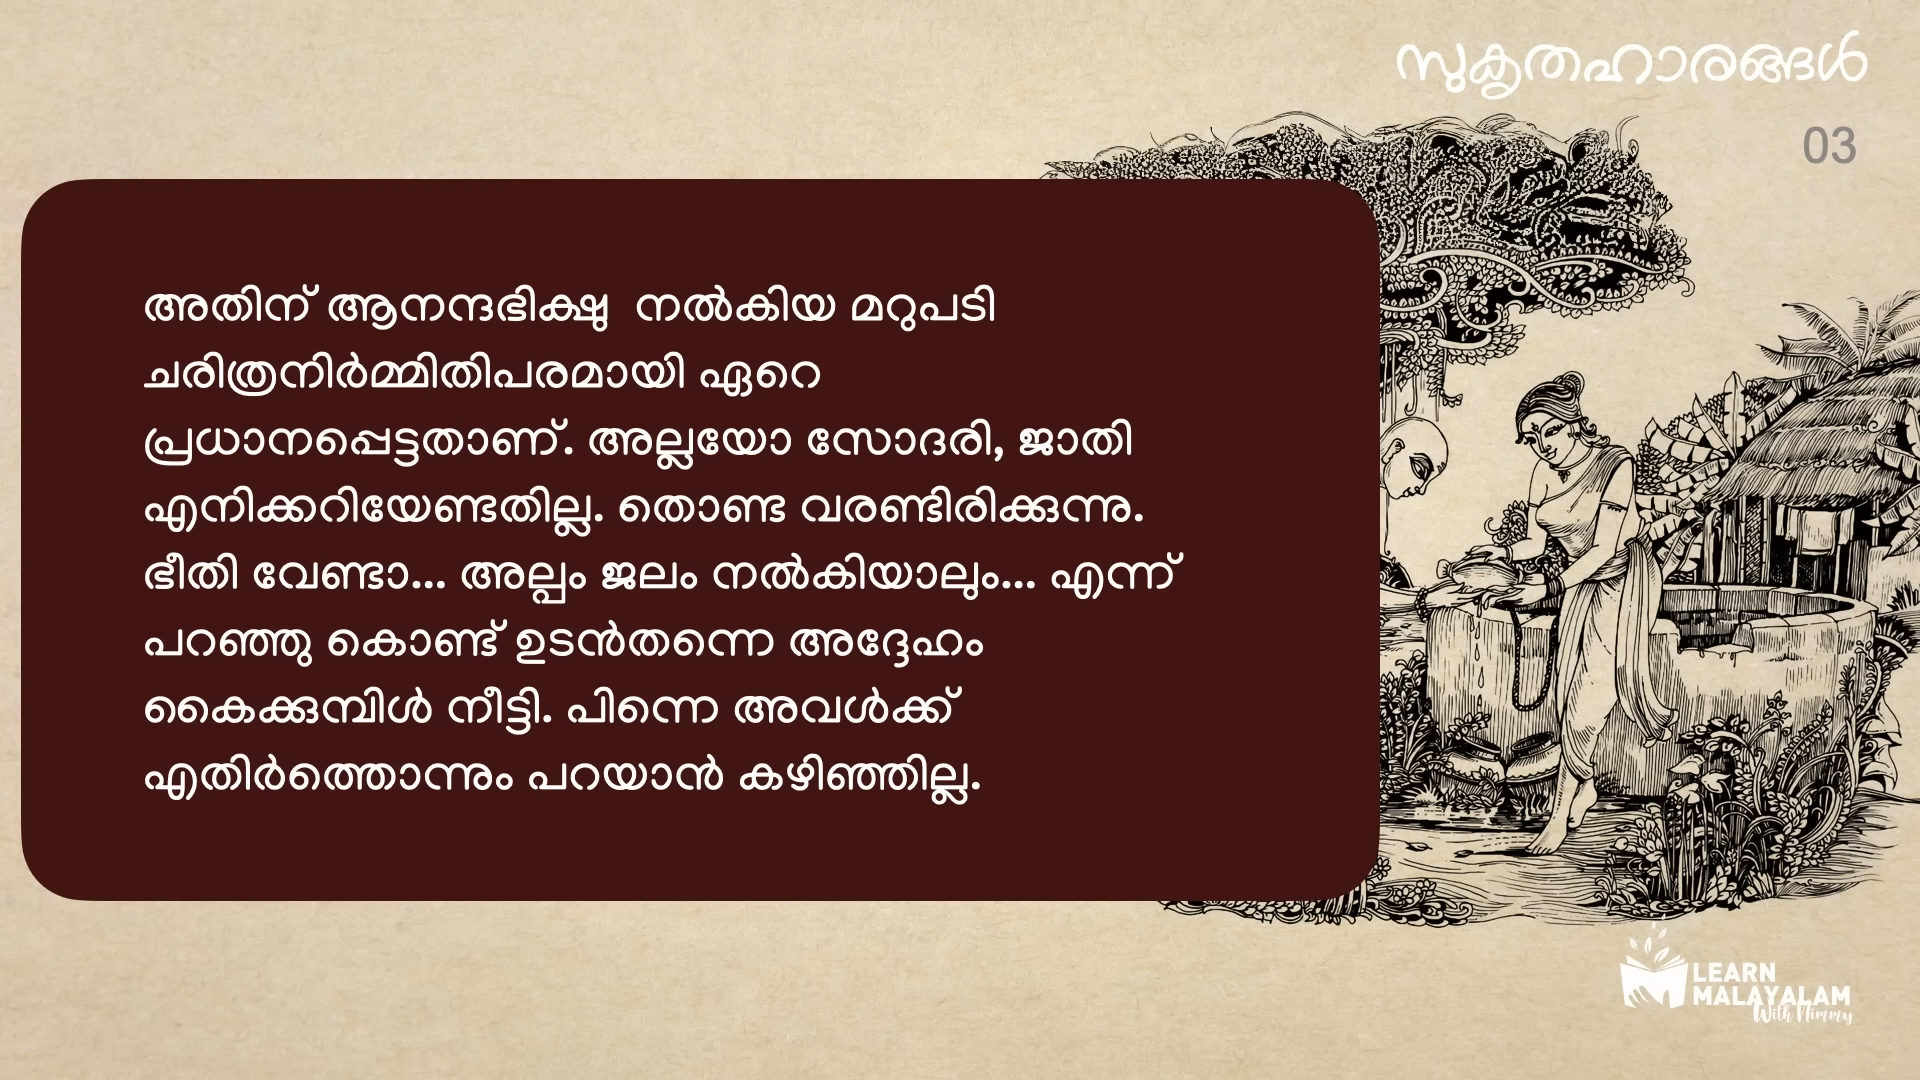 സുകൃതഹാരങ്ങൾ
03
അതിന് ആനന്ദഭിക്ഷു നൽകിയ മറുപടി
ചരിത്രനിർമ്മിതിപരമായി ഏറെ
പ്രധാനപ്പെട്ടതാണ്. അല്ലയോ സോദരി, ജാതി
എനിക്കറിയേണ്ടതില്ല. തൊണ്ട വരണ്ടിരിക്കുന്നു.
ഭീതി വേണ്ടാ... അല്പം ജലം നൽകിയാലും... എന്ന്
പറഞ്ഞു കൊണ്ട് ഉടൻതന്നെ അദ്ദേഹം
കൈക്കുമ്പിൾ നീട്ടി. പിന്നെ അവൾക്ക്
എതിർത്തൊന്നും പറയാൻ കഴിഞ്ഞില്ല.
LEARN
MALAYALAM
With Nimmy